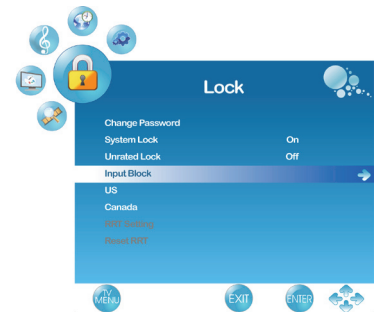 Lock
Change Password
System Lock On
Unrated Lock Off
Input Block
US
Canada
RRT Setting
Reset RRT
TV MENU
EXIT
ENTER